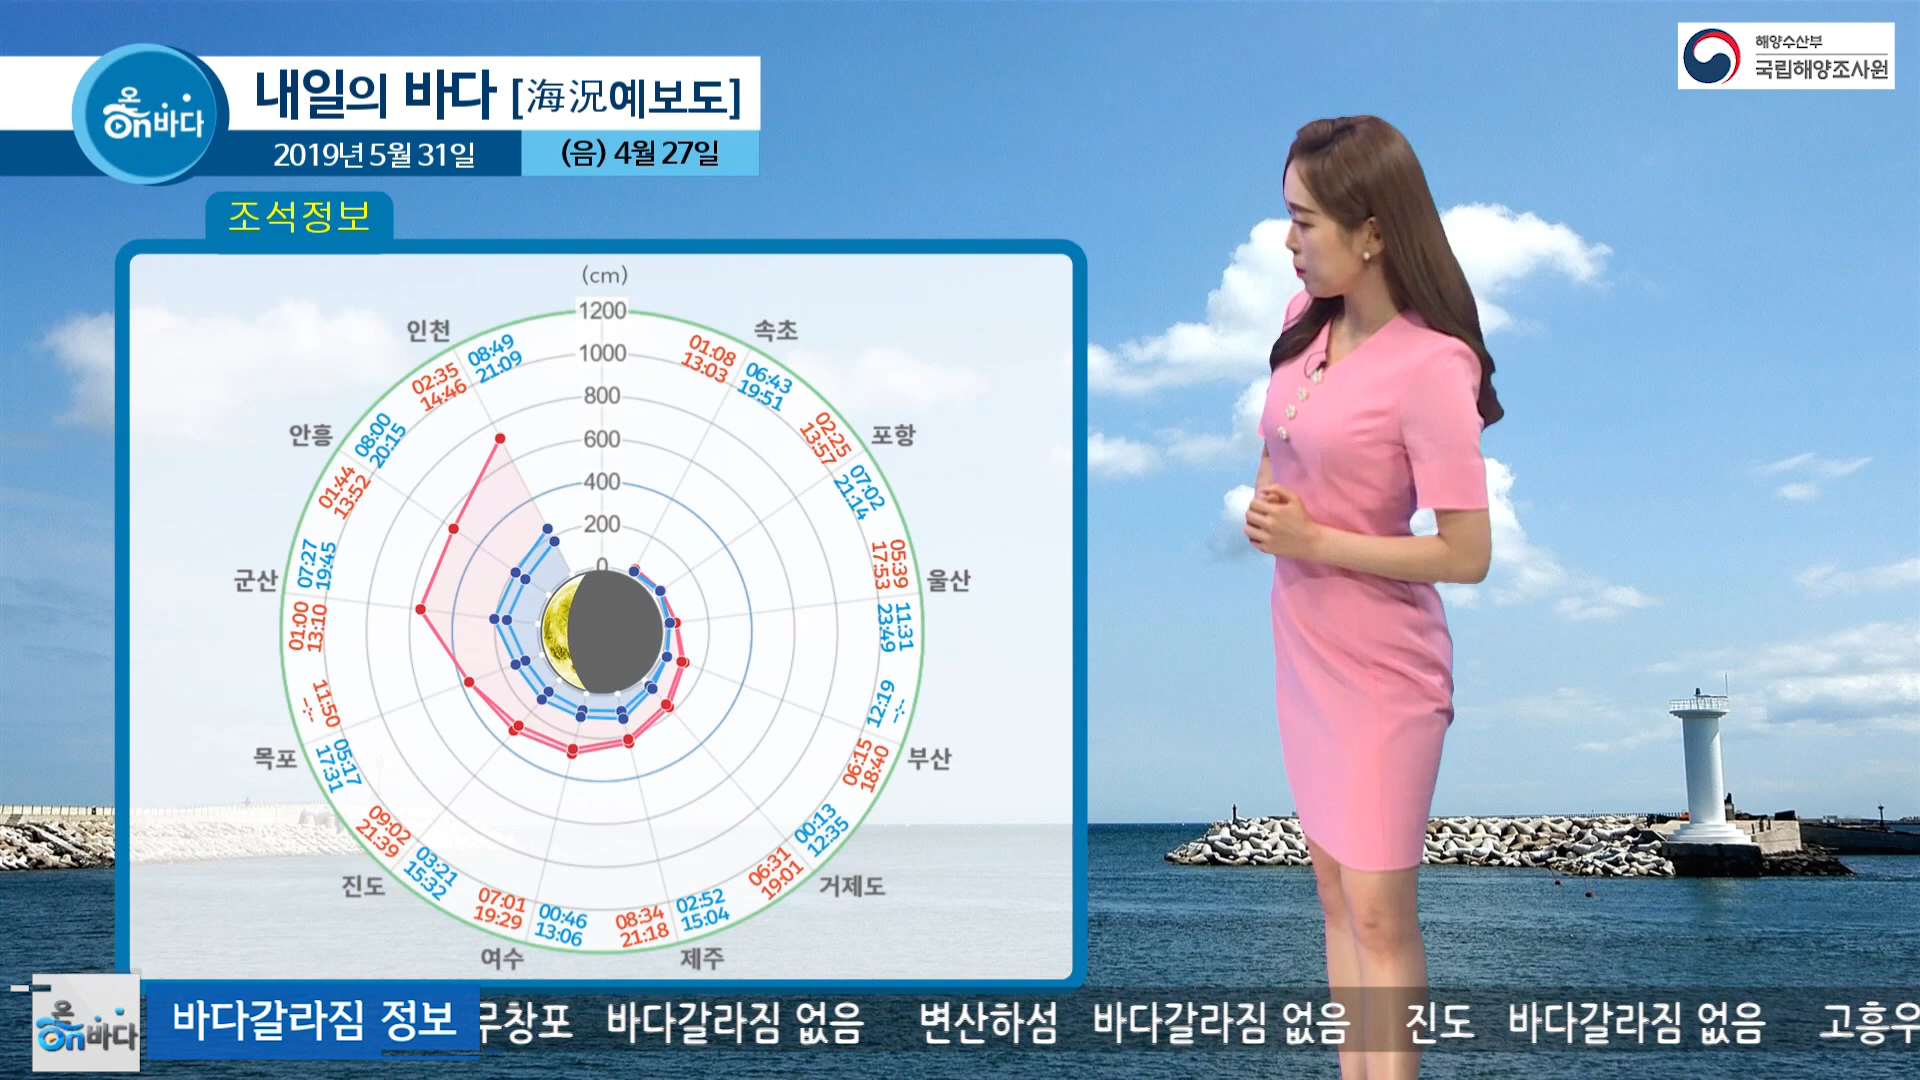 온
on바다
내일의 바다 [海況예보도]
2019년 5월 31일
(음) 4월 27일
해양수산부
국립해양조사원
조석정보
(cm)
1200
1000
800
600
400
200
0
인천
02:35
14:46
08:49
21:09
속초
01:08
13:03
06:43
19:51
포항
02:25
13:57
07:02
21:14
울산
05:39
17:53
11:31
23:49
부산
12:19
-:-
06:15
18:40
거제도
00:13
12:35
06:31
19:01
제주
02:52
15:04
08:34
21:18
여수
00:46
13:06
07:01
19:29
진도
03:21
15:32
09:02
21:39
목포
05:17
17:31
11:50
-:-
군산
01:00
13:10
07:27
19:45
안흥
01:44
13:52
08:00
20:15
온
on바다
바다갈라짐 정보
무창포 바다갈라짐 없음 변산하섬 바다갈라짐 없음 진도 바다갈라짐 없음 고흥우